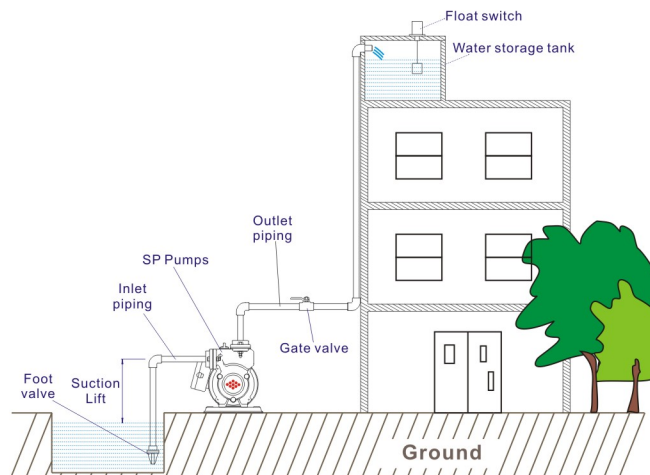 Float switch
Water storage tank
Outlet
piping
SP Pumps
Inlet
piping
Gate valve
Foot
valve
Suction
Lift
Ground